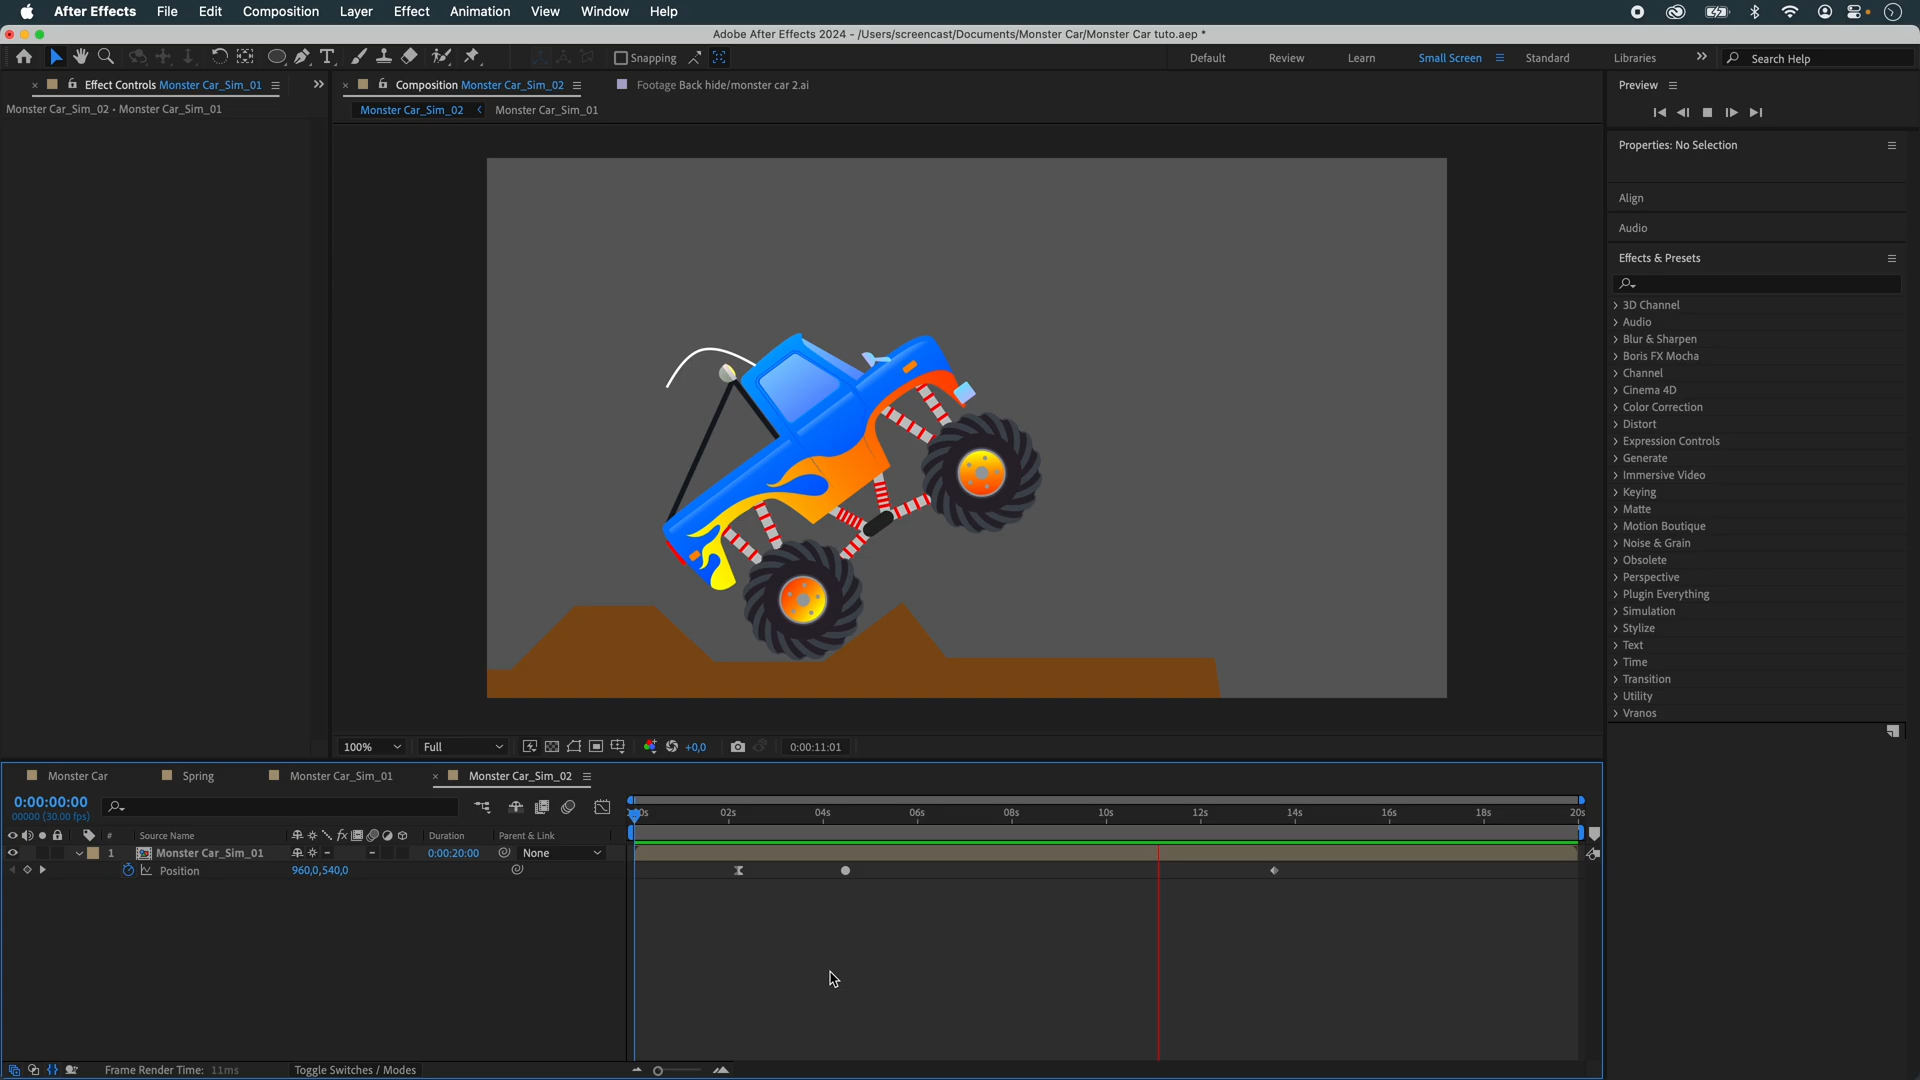 After Effects File Edit Composition Layer Effect Animation View Window Help
Adobe After Effects 2024 - /Users/screencast/Documents/Monster Car/Monster Car tuto.aep *
Snapping Default Review Learn Small Screen Standard Libraries Search Help
Effect Controls Monster Car_Sim_01
Composition Monster Car_Sim_02
Footage Back hide/monster car 2.ai
Preview
Monster Car_Sim_02 • Monster Car_Sim_01
Monster Car_Sim_02 Monster Car_Sim_01
Properties: No Selection
Align
Audio
Effects & Presets
3D Channel
Audio
Blur & Sharpen
Boris FX Mocha
Channel
Cinema 4D
Color Correction
Distort
Expression Controls
Generate
Immersive Video
Keying
Matte
Motion Boutique
Noise & Grain
Obsolete
Perspective
Plugin Everything
Simulation
Stylize
Text
Time
Transition
Utility
Vranos
100% Full +0,0 0:00:11:01
Monster Car Spring Monster Car_Sim_01 Monster Car_Sim_02
0:00:00:00
00000 (30.00 fps)
02s 04s 06s 08s 10s 12s 14s 16s 18s 20s
# Source Name fx Duration Parent & Link
1 Monster Car_Sim_01 0:00:20:00 None
Position 960,0,540,0
Frame Render Time: 11ms Toggle Switches / Modes